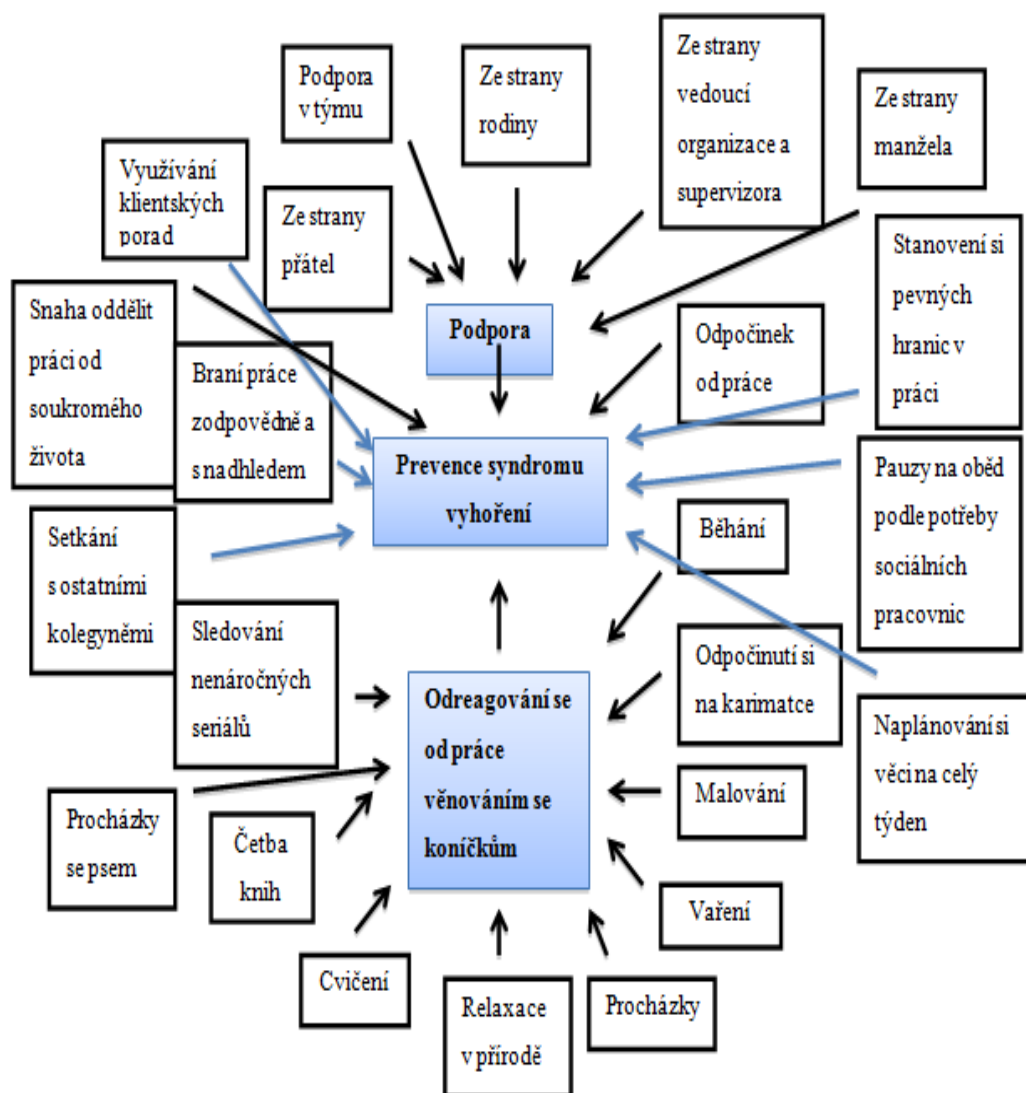 Podpora
v týmu
Ze strany
rodiny
Ze strany
vedoucí
organizace a
supervizora
Ze strany
manžela
Využívání
klientských
porad
Ze strany
přátel
Stanovení si
pevných
hranic v
práci
Snaha oddělit
práci od
soukromého
života
Podpora
Odpočinek
od práce
Braní práce
zodpovědně a
s nadhledem
Prevence syndromu
vyhoření
Pauzy na oběd
podle potřeby
sociálních
pracovnic
Setkání
s ostatními
kolegyněmi
Běhání
Sledování
nenáročných
seriálů
Odreagování se
od práce
věnováním se
koníčkům
Odpočinutí si
na karimatce
Naplánování si
věci na celý
týden
Malování
Procházky
se psem
Četba
knih
Vaření
Cvičení
Relaxace
v přírodě
Procházky